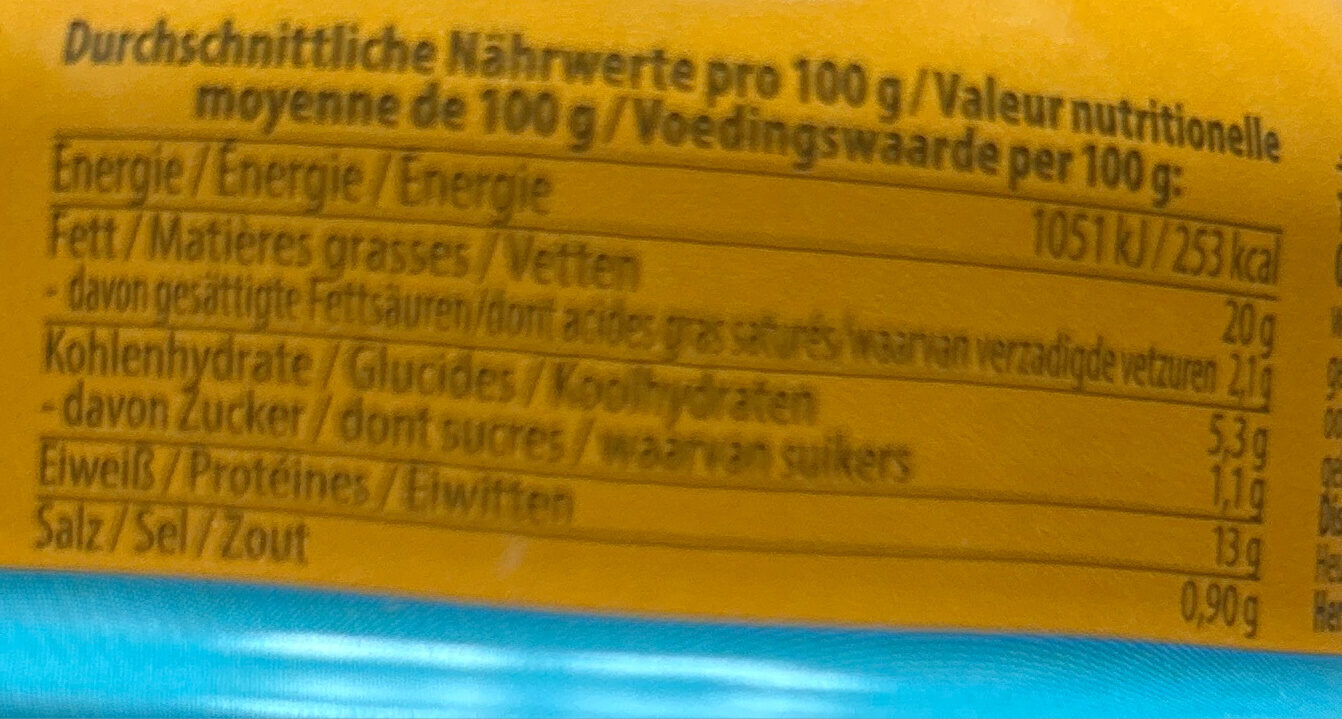 Durchschnittliche Nährwerte pro 100 g / Valeur nutritionelle
moyenne de 100 g / Voedingswaarde per 100 g:
Energie / Énergie / Energie 1051 kJ / 253 kcal
Fett / Matières grasses / Vetten 20 g
- davon gesättigte Fettsäuren/dont acides gras saturés/waarvan verzadigde vetzuren 2,1 g
Kohlenhydrate / Glucides / Koolhydraten 5,3 g
- davon Zucker / dont sucres / waarvan suikers 1,1 g
Eiweiß / Protéines / Eiwitten 13 g
Salz / Sel / Zout 0,90 g